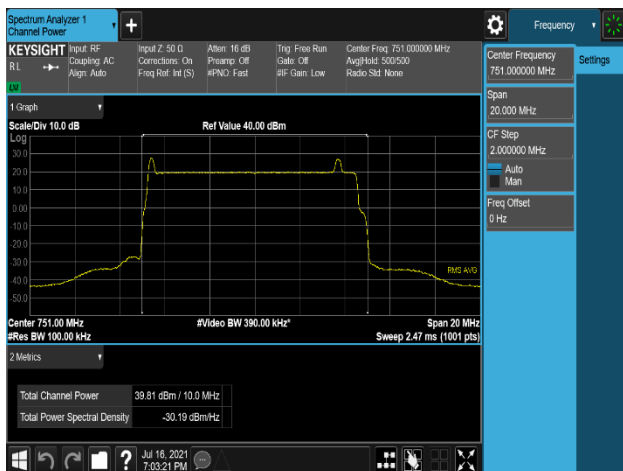 Spectrum Analyzer 1
Channel Power
Frequency
KEYSIGHT
R L
LW
Input: RF
Coupling: AC
Align: Auto
Input Z: 50 Ω
Corrections: On
Freq Ref: Int (S)
Atten: 16 dB
Preamp: Off
#PNO: Fast
Trig: Free Run
Gate: Off
#IF Gain: Low
Center Freq: 751.000000 MHz
Avg|Hold: 500/500
Radio Std: None
Center Frequency
751.000000 MHz
Settings
Span
20.000 MHz
CF Step
2.000000 MHz
Auto
Man
Freq Offset
0 Hz
1 Graph
Scale/Div 10.0 dB
Ref Value 40.00 dBm
Log
30.0
20.0
10.0
0.00
-10.0
-20.0
-30.0
-40.0
-50.0
RMS AVG
Center 751.00 MHz
#Video BW 390.00 kHz*
Span 20 MHz
#Res BW 100.00 kHz
Sweep 2.47 ms (1001 pts)
2 Metrics
Total Channel Power 39.81 dBm / 10.0 MHz
Total Power Spectral Density -30.19 dBm/Hz
?
Jul 16, 2021
7:03:21 PM